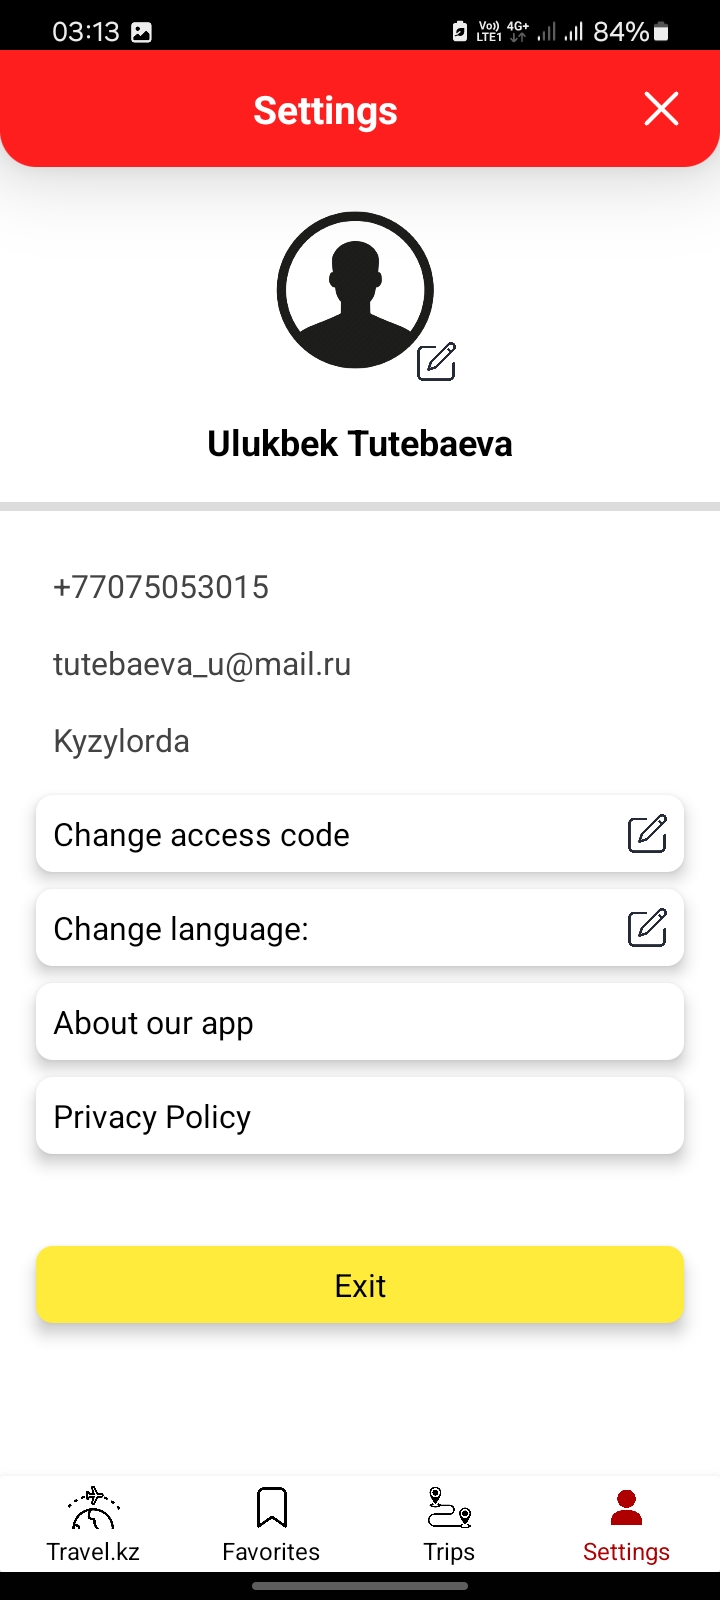 03:13
Vo)) 4G+
LTE1
84%
Settings
Ulukbek Tutebaeva
+77075053015
tutebaeva_u@mail.ru
Kyzylorda
Change access code
Change language:
About our app
Privacy Policy
Exit
Travel.kz
Favorites
Trips
Settings